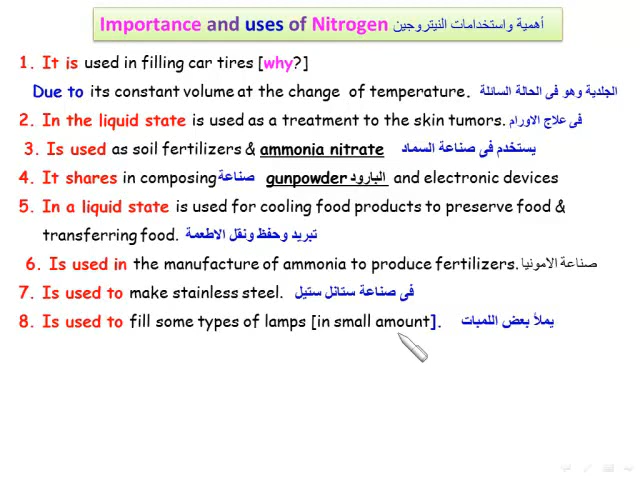 Importance and uses of Nitrogen أهمية واستخدامات النيتروجين
1. It is used in filling car tires [why?]
Due to its constant volume at the change of temperature. الجلدية وهو فى الحالة السائلة
2. In the liquid state is used as a treatment to the skin tumors. فى علاج الاورام
3. Is used as soil fertilizers & ammonia nitrate يستخدم فى صناعة السماد
4. It shares in composing صناعة gunpowder البارود and electronic devices
5. In a liquid state is used for cooling food products to preserve food &
transferring food. تبريد وحفظ ونقل الاطعمة
6. Is used in the manufacture of ammonia to produce fertilizers. صناعة الامونيا
7. Is used to make stainless steel. فى صناعة ستانل ستيل
8. Is used to fill some types of lamps [in small amount]. يملأ بعض اللمبات